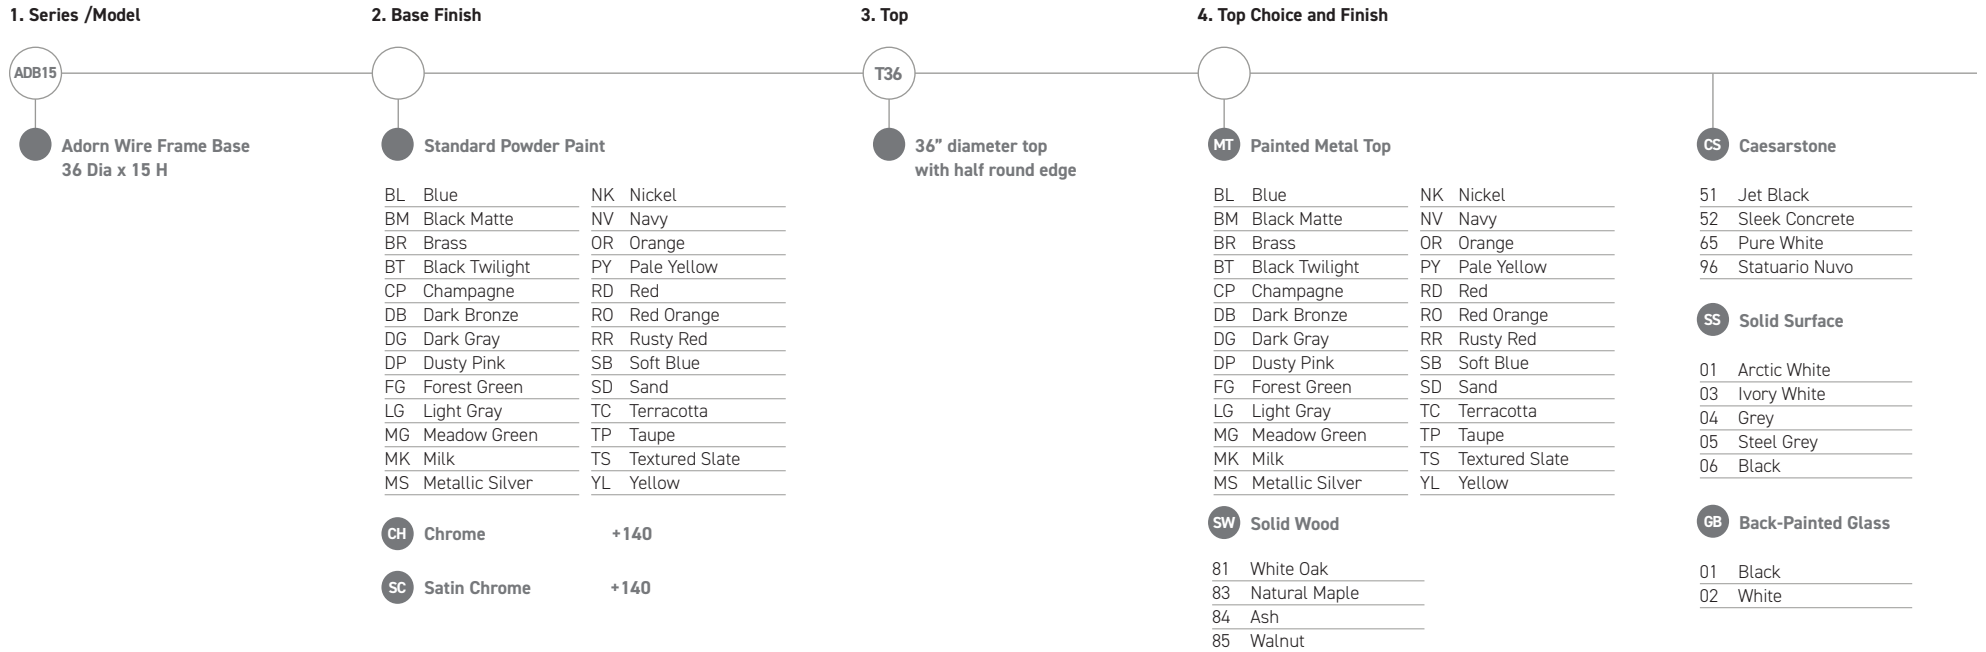 1. Series /Model
ADB15
Adorn Wire Frame Base
36 Dia x 15 H
2. Base Finish
Standard Powder Paint
BL Blue
BM Black Matte
BR Brass
BT Black Twilight
CP Champagne
DB Dark Bronze
DG Dark Gray
DP Dusty Pink
FG Forest Green
LG Light Gray
MG Meadow Green
MK Milk
MS Metallic Silver
NK Nickel
NV Navy
OR Orange
PY Pale Yellow
RD Red
RO Red Orange
RR Rusty Red
SB Soft Blue
SD Sand
TC Terracotta
TP Taupe
TS Textured Slate
YL Yellow
CH Chrome +140
SC Satin Chrome +140
3. Top
T36
36” diameter top
with half round edge
4. Top Choice and Finish
MT Painted Metal Top
BL Blue
BM Black Matte
BR Brass
BT Black Twilight
CP Champagne
DB Dark Bronze
DG Dark Gray
DP Dusty Pink
FG Forest Green
LG Light Gray
MG Meadow Green
MK Milk
MS Metallic Silver
NK Nickel
NV Navy
OR Orange
PY Pale Yellow
RD Red
RO Red Orange
RR Rusty Red
SB Soft Blue
SD Sand
TC Terracotta
TP Taupe
TS Textured Slate
YL Yellow
SW Solid Wood
81 White Oak
83 Natural Maple
84 Ash
85 Walnut
CS Caesarstone
51 Jet Black
52 Sleek Concrete
65 Pure White
96 Statuario Nuvo
SS Solid Surface
01 Arctic White
03 Ivory White
04 Grey
05 Steel Grey
06 Black
GB Back-Painted Glass
01 Black
02 White